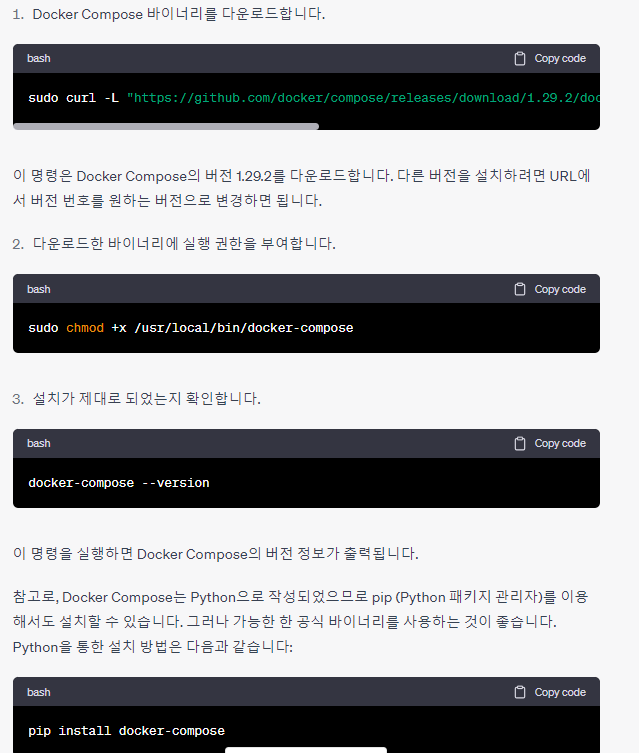 1. Docker Compose 바이너리를 다운로드합니다.
bash Copy code
sudo curl -L "https://github.com/docker/compose/releases/download/1.29.2/doc
이 명령은 Docker Compose의 버전 1.29.2를 다운로드합니다. 다른 버전을 설치하려면 URL에
서 버전 번호를 원하는 버전으로 변경하면 됩니다.
2. 다운로드한 바이너리에 실행 권한을 부여합니다.
bash Copy code
sudo chmod +x /usr/local/bin/docker-compose
3. 설치가 제대로 되었는지 확인합니다.
bash Copy code
docker-compose --version
이 명령을 실행하면 Docker Compose의 버전 정보가 출력됩니다.
참고로, Docker Compose는 Python으로 작성되었으므로 pip (Python 패키지 관리자)를 이용
해서도 설치할 수 있습니다. 그러나 가능한 한 공식 바이너리를 사용하는 것이 좋습니다.
Python을 통한 설치 방법은 다음과 같습니다:
bash Copy code
pip install docker-compose